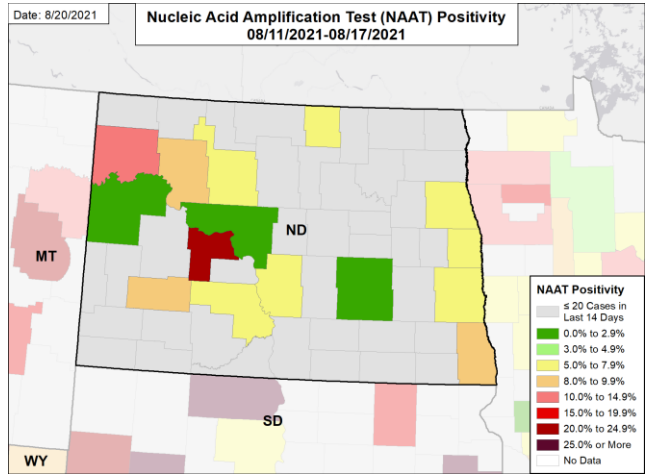 Date: 8/20/2021
Nucleic Acid Amplification Test (NAAT) Positivity
08/11/2021-08/17/2021
ND
MT
SD
WY
NAAT Positivity
≤ 20 Cases in
Last 14 Days
0.0% to 2.9%
3.0% to 4.9%
5.0% to 7.9%
8.0% to 9.9%
10.0% to 14.9%
15.0% to 19.9%
20.0% to 24.9%
25.0% or More
No Data